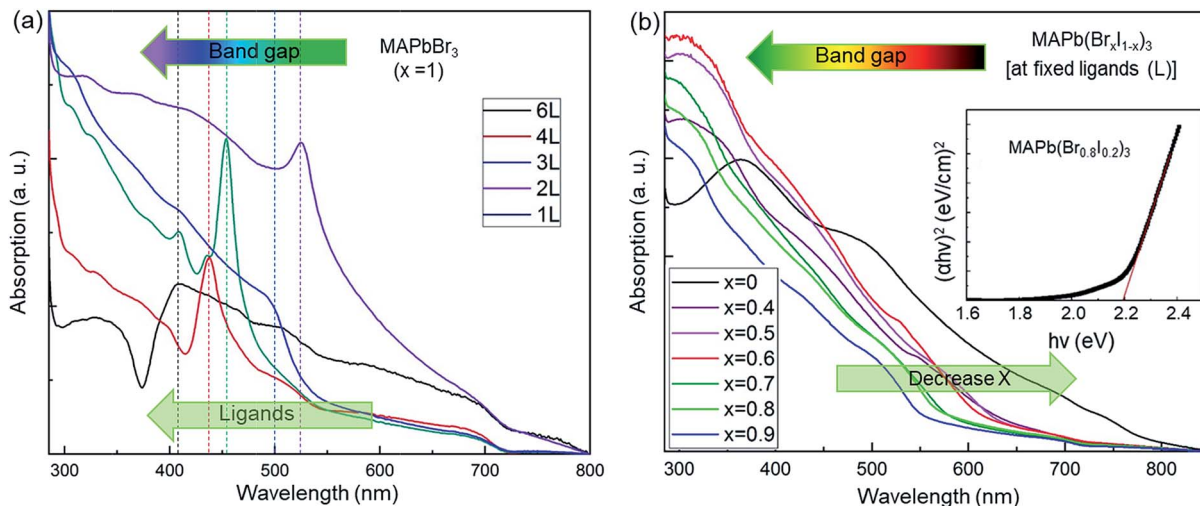 (a)
Band gap
MAPbBr₃
(x =1)
6L
4L
3L
2L
1L
Ligands
Absorption (a. u.)
300
400
500
600
700
800
Wavelength (nm)
(b)
Band gap
MAPb(BrₓI₁₋ₓ)₃
[at fixed ligands (L)]
MAPb(Br₀.₈I₀.₂)₃
(αhν)² (eV/cm)²
1.6
1.8
2.0
2.2
2.4
hν (eV)
x=0
x=0.4
x=0.5
x=0.6
x=0.7
x=0.8
x=0.9
Decrease X
Absorption (a. u.)
300
400
500
600
700
800
Wavelength (nm)